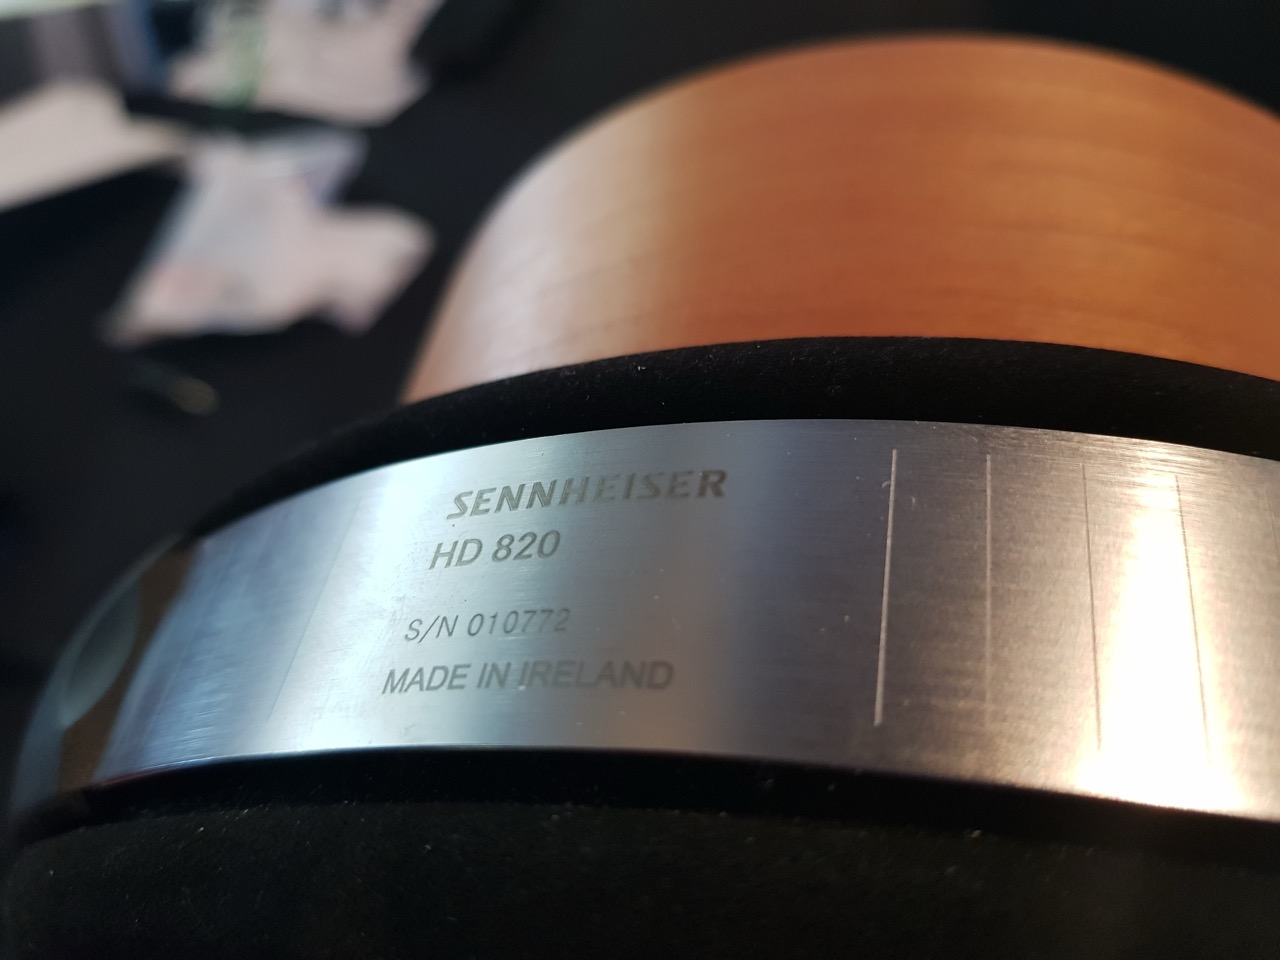 SENNHEISER
HD 820
S/N 010772
MADE IN IRELAND